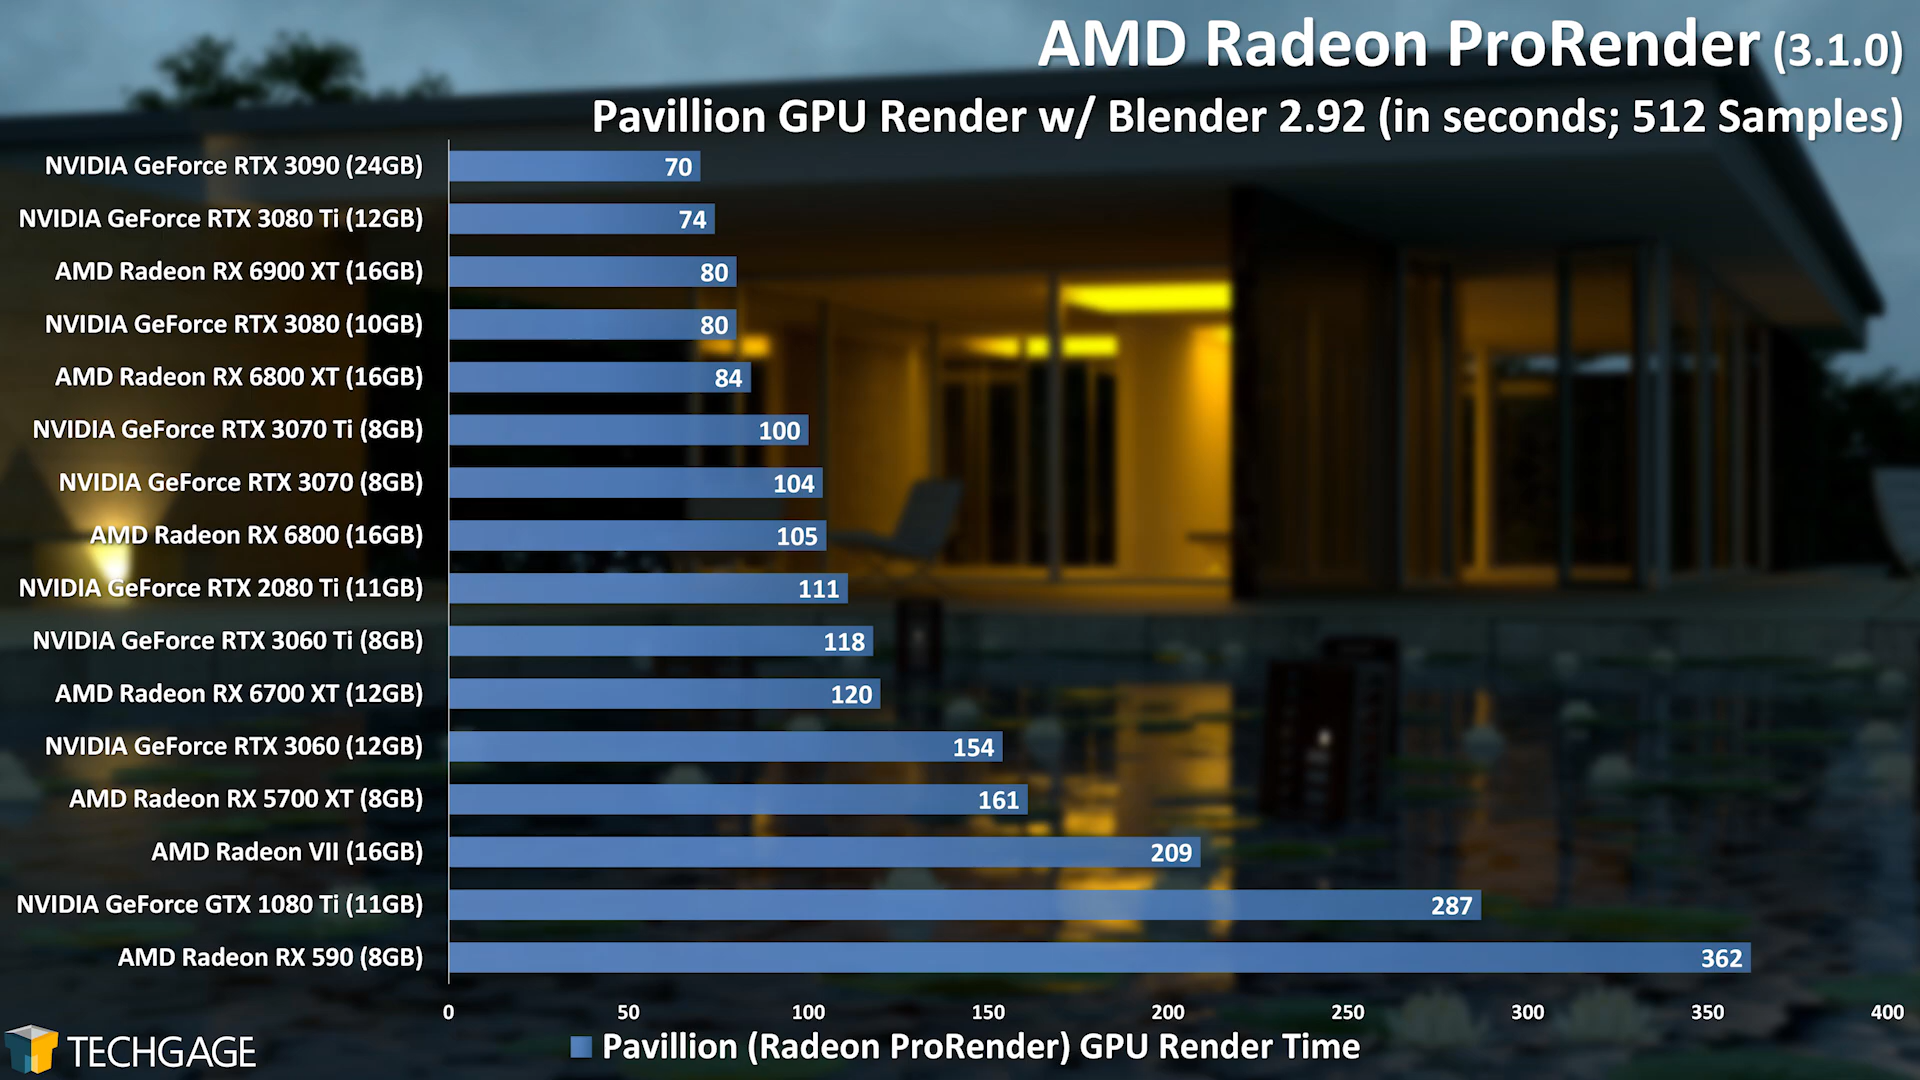 AMD Radeon ProRender (3.1.0)
Pavillion GPU Render w/ Blender 2.92 (in seconds; 512 Samples)
NVIDIA GeForce RTX 3090 (24GB) 70
NVIDIA GeForce RTX 3080 Ti (12GB) 74
AMD Radeon RX 6900 XT (16GB) 80
NVIDIA GeForce RTX 3080 (10GB) 80
AMD Radeon RX 6800 XT (16GB) 84
NVIDIA GeForce RTX 3070 Ti (8GB) 100
NVIDIA GeForce RTX 3070 (8GB) 104
AMD Radeon RX 6800 (16GB) 105
NVIDIA GeForce RTX 2080 Ti (11GB) 111
NVIDIA GeForce RTX 3060 Ti (8GB) 118
AMD Radeon RX 6700 XT (12GB) 120
NVIDIA GeForce RTX 3060 (12GB) 154
AMD Radeon RX 5700 XT (8GB) 161
AMD Radeon VII (16GB) 209
NVIDIA GeForce GTX 1080 Ti (11GB) 287
AMD Radeon RX 590 (8GB) 362
0 50 100 150 200 250 300 350 400
Pavillion (Radeon ProRender) GPU Render Time
TECHGAGE